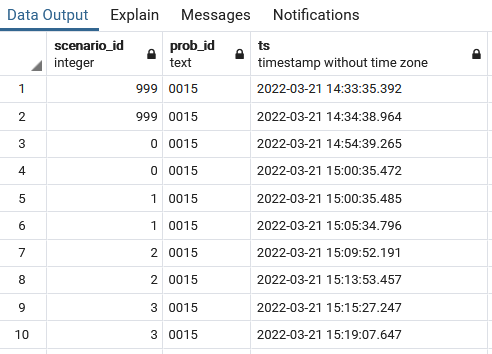 Data Output Explain Messages Notifications
scenario_id prob_id ts
integer text timestamp without time zone
1 999 0015 2022-03-21 14:33:35.392
2 999 0015 2022-03-21 14:34:38.964
3 0 0015 2022-03-21 14:54:39.265
4 0 0015 2022-03-21 15:00:35.472
5 1 0015 2022-03-21 15:00:35.485
6 1 0015 2022-03-21 15:05:34.796
7 2 0015 2022-03-21 15:09:52.191
8 2 0015 2022-03-21 15:13:53.457
9 3 0015 2022-03-21 15:15:27.247
10 3 0015 2022-03-21 15:19:07.647